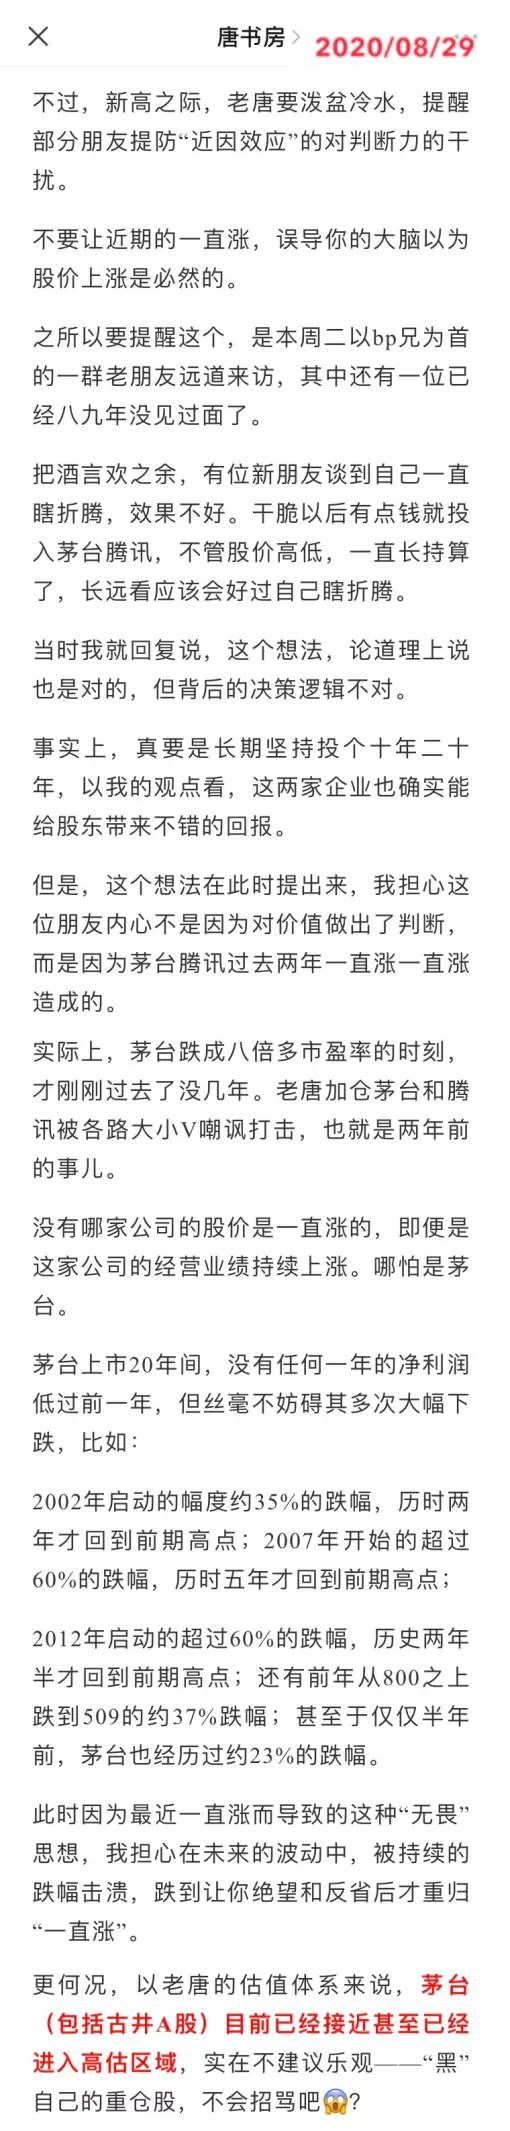 唐书房
2020/08/29
不过，新高之际，老唐要泼盆冷水，提醒
部分朋友提防“近因效应”的对判断力的干
扰。
不要让近期的一直涨，误导你的大脑以为
股价上涨是必然的。
之所以要提醒这个，是本周二以bp兄为首
的一群老朋友远道来访，其中还有一位已
经八九年没见过面了。
把酒言欢之余，有位新朋友谈到自己一直
瞎折腾，效果不好。干脆以后有点钱就投
入茅台腾讯，不管股价高低，一直长持算
了，长远看应该会好过自己瞎折腾。
当时我就回复说，这个想法，论道理上说
也是对的，但背后的决策逻辑不对。
事实上，真要是长期坚持投个十年二十
年，以我的观点看，这两家企业也确实能
给股东带来不错的回报。
但是，这个想法在此时提出来，我担心这
位朋友内心不是因为对价值做出了判断，
而是因为茅台腾讯过去两年一直涨一直涨
造成的。
实际上，茅台跌成八倍多市盈率的时刻，
才刚刚过去了没几年。老唐加仓茅台和腾
讯被各路大小V嘲讽打击，也就是两年前
的事儿。
没有哪家公司的股价是一直涨的，即便是
这家公司的经营业绩持续上涨。哪怕是茅
台。
茅台上市20年间，没有任何一年的净利润
低过前一年，但丝毫不妨碍其多次大幅下
跌，比如：
2002年启动的幅度约35%的跌幅，历时两
年才回到前期高点；2007年开始的超过
60%的跌幅，历时五年才回到前期高点；
2012年启动的超过60%的跌幅，历史两年
半才回到前期高点；还有前年从800之上
跌到509的约37%跌幅；甚至于仅仅半年
前，茅台也经历过约23%的跌幅。
此时因为最近一直涨而导致的这种“无畏”
思想，我担心在未来的波动中，被持续的
跌幅击溃，跌到让你绝望和反省后才重归
“一直涨”。
更何况，以老唐的估值体系来说，茅台
（包括古井A股）目前已经接近甚至已经
进入高估区域，实在不建议乐观——“黑”
自己的重仓股，不会招骂吧😱？